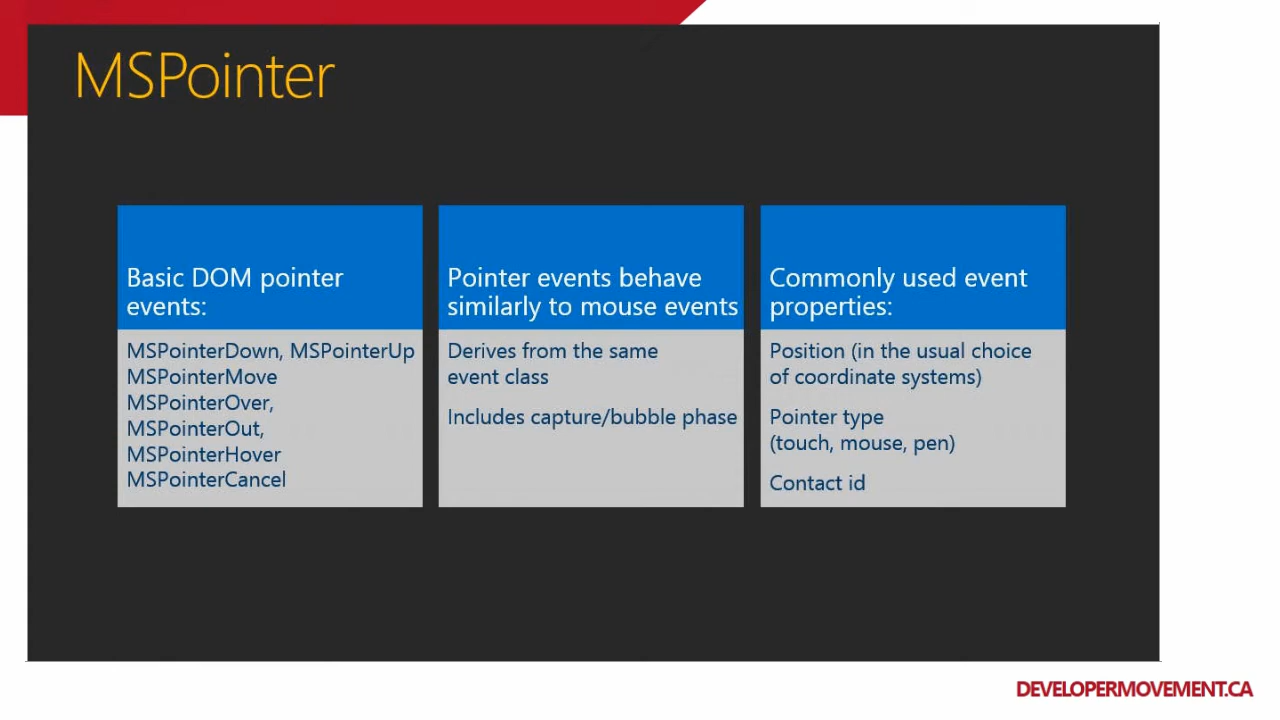 MSPointer
Basic DOM pointer
events:
MSPointerDown, MSPointerUp
MSPointerMove
MSPointerOver,
MSPointerOut,
MSPointerHover
MSPointerCancel
Pointer events behave
similarly to mouse events
Derives from the same
event class
Includes capture/bubble phase
Commonly used event
properties:
Position (in the usual choice
of coordinate systems)
Pointer type
(touch, mouse, pen)
Contact id
DEVELOPERMOVEMENT.CA